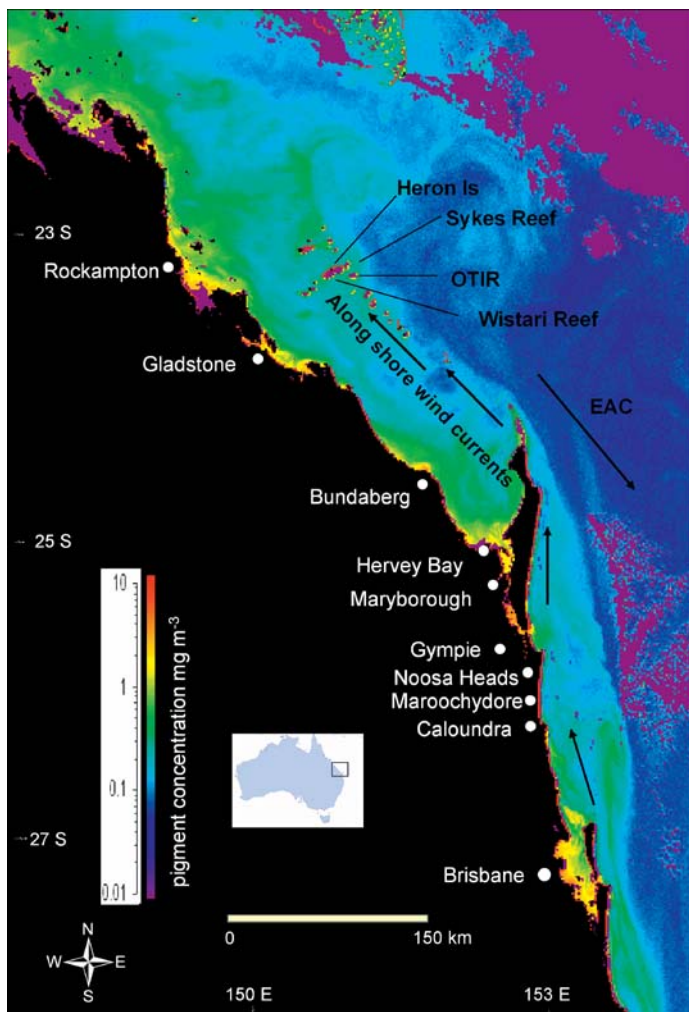 Heron Is
23 S
Sykes Reef
Rockampton
OTIR
Wistari Reef
Along shore wind currents
Gladstone
EAC
Bundaberg
25 S
Hervey Bay
Maryborough
Gympie
Noosa Heads
Maroochydore
Caloundra
10
1
0.1
0.01
pigment concentration mg m-3
27 S
Brisbane
0 150 km
N
W E
S
150 E 153 E